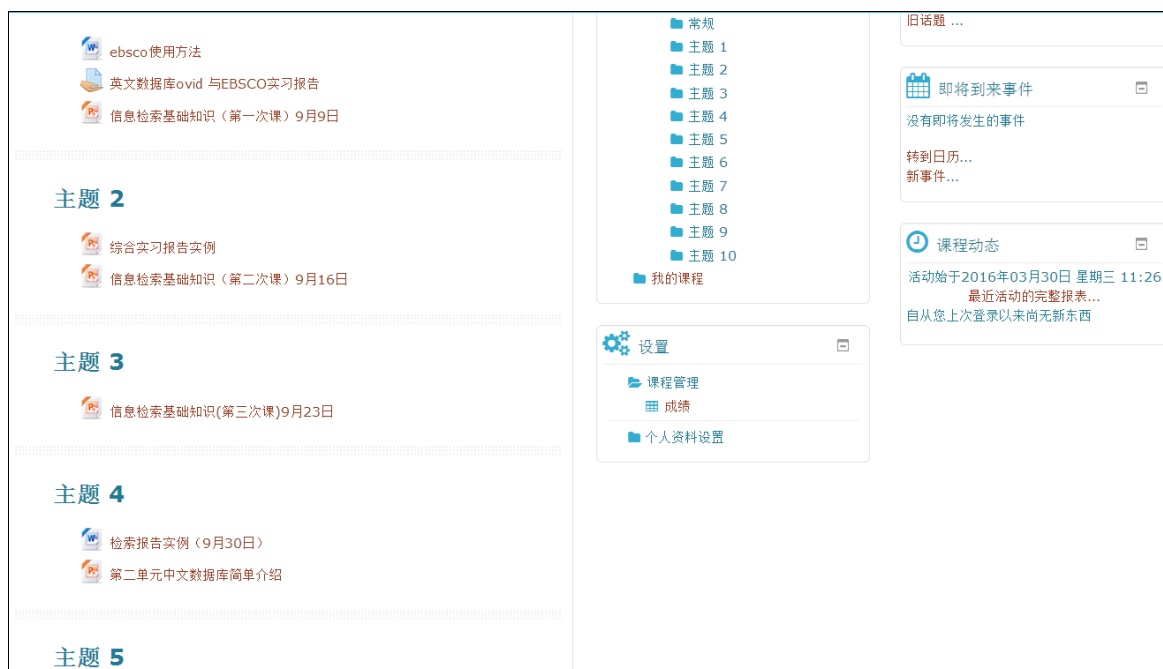 ebsco使用方法
英文数据库ovid 与EBSCO实习报告
信息检索基础知识（第一次课）9月9日
主题 2
综合实习报告实例
信息检索基础知识（第二次课）9月16日
主题 3
信息检索基础知识(第三次课)9月23日
主题 4
检索报告实例（9月30日）
第二单元中文数据库简单介绍
主题 5
常规
主题 1
主题 2
主题 3
主题 4
主题 5
主题 6
主题 7
主题 8
主题 9
主题 10
我的课程
设置
课程管理
成绩
个人资料设置
旧话题 ...
即将到来事件
没有即将发生的事件
转到日历...
新事件...
课程动态
活动始于2016年03月30日 星期三 11:26
最近活动的完整报表...
自从您上次登录以来尚无新东西